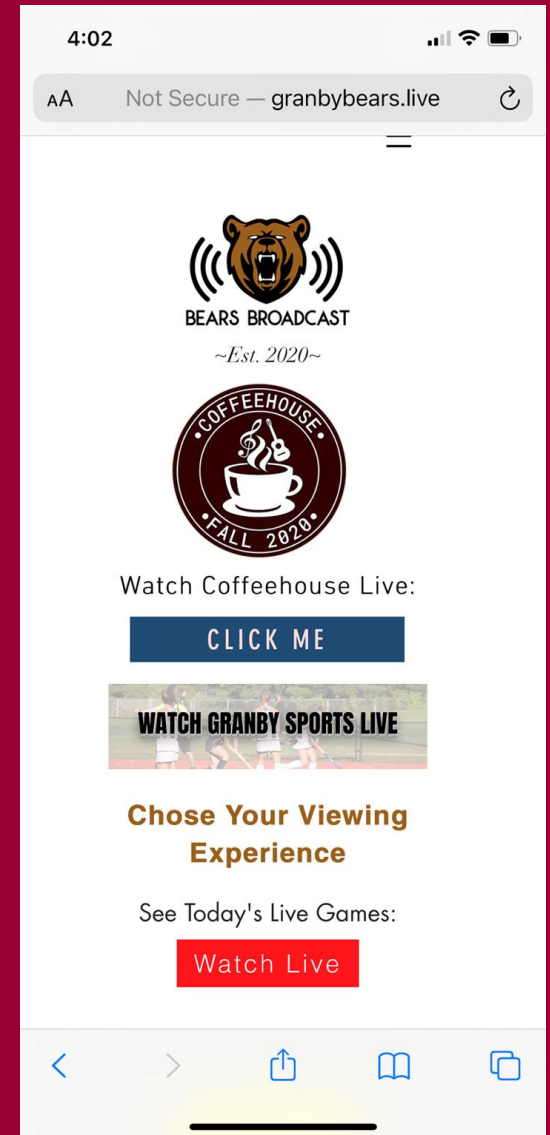 4:02
AA Not Secure — granbybears.live
BEARS BROADCAST
~Est. 2020~
•COFFEEHOUSE•
•FALL 2020•
Watch Coffeehouse Live:
CLICK ME
WATCH GRANBY SPORTS LIVE
Chose Your Viewing
Experience
See Today's Live Games:
Watch Live